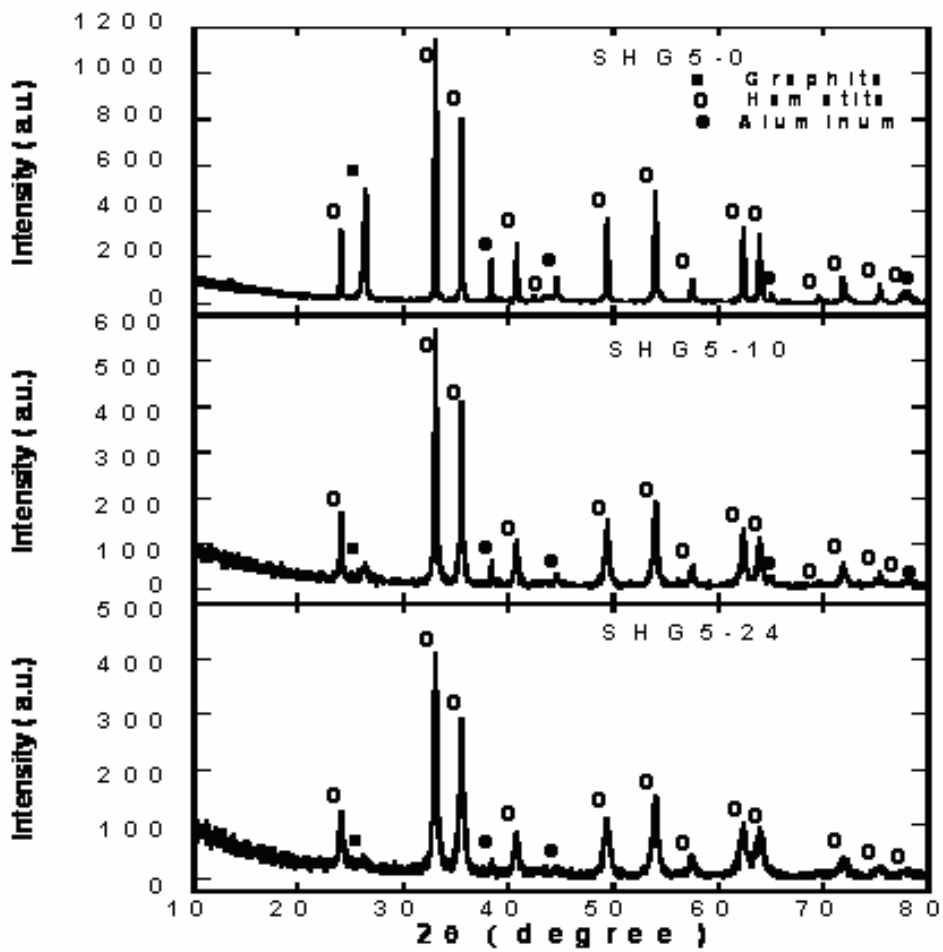 1200
1000
800
600
400
200
0
Intensity (a.u.)
SHG5-0
Graphite
Hematite
Aluminum
600
500
400
300
200
100
0
Intensity (a.u.)
SHG5-10
500
400
300
200
100
0
Intensity (a.u.)
SHG5-24
10 20 30 40 50 60 70 80
2θ (degree)